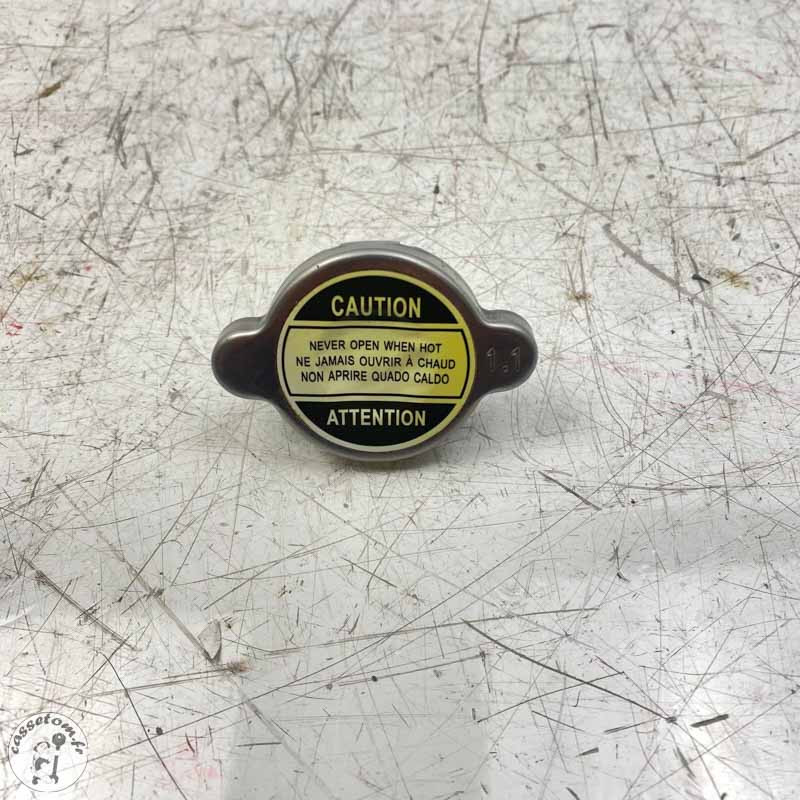 CAUTION
NEVER OPEN WHEN HOT
NE JAMAIS OUVRIR À CHAUD
NON APRIRE QUADO CALDO
ATTENTION
1.1
cassetom.fr